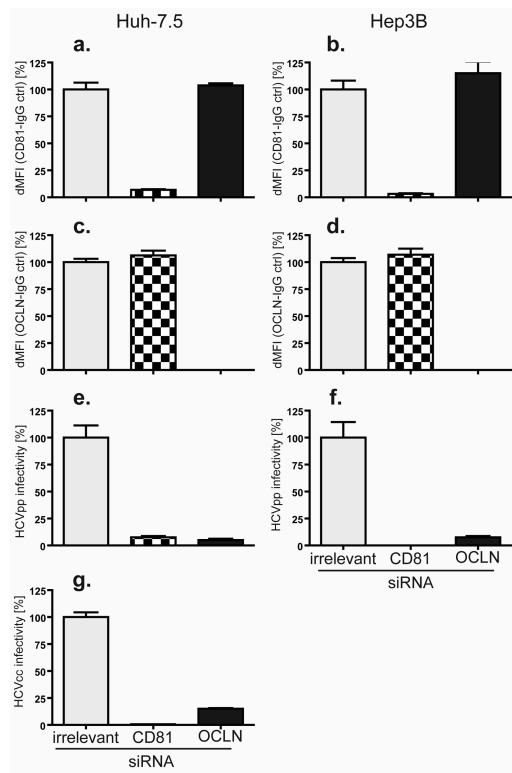 Huh-7.5
Hep3B
a.
dMFI (CD81-IgG ctrl) [%]
125
100
75
50
25
0
b.
dMFI (CD81-IgG ctrl) [%]
125
100
75
50
25
0
c.
dMFI (OCLN-IgG ctrl) [%]
125
100
75
50
25
0
d.
dMFI (OCLN-IgG ctrl) [%]
125
100
75
50
25
0
e.
HCVpp infectivity [%]
125
100
75
50
25
0
f.
HCVpp infectivity [%]
125
100
75
50
25
0
irrelevant CD81 OCLN
siRNA
g.
HCVcc infectivity [%]
125
100
75
50
25
0
irrelevant CD81 OCLN
siRNA